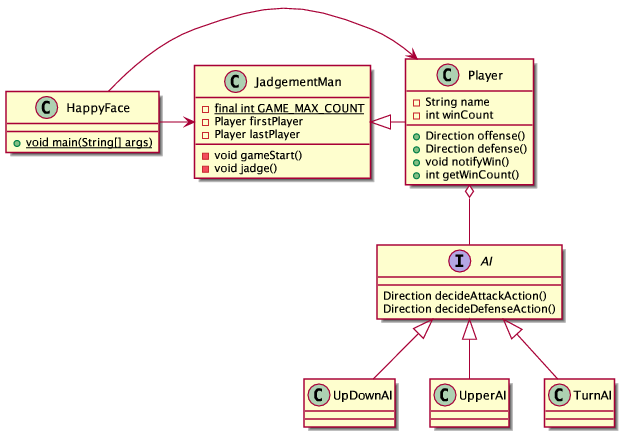 C HappyFace
void main(String[] args)
C JadgementMan
final int GAME_MAX_COUNT
Player firstPlayer
Player lastPlayer
void gameStart()
void jadge()
C Player
String name
int winCount
Direction offense()
Direction defense()
void notifyWin()
int getWinCount()
I AI
Direction decideAttackAction()
Direction decideDefenseAction()
C UpDownAI
C UpperAI
C TurnAI